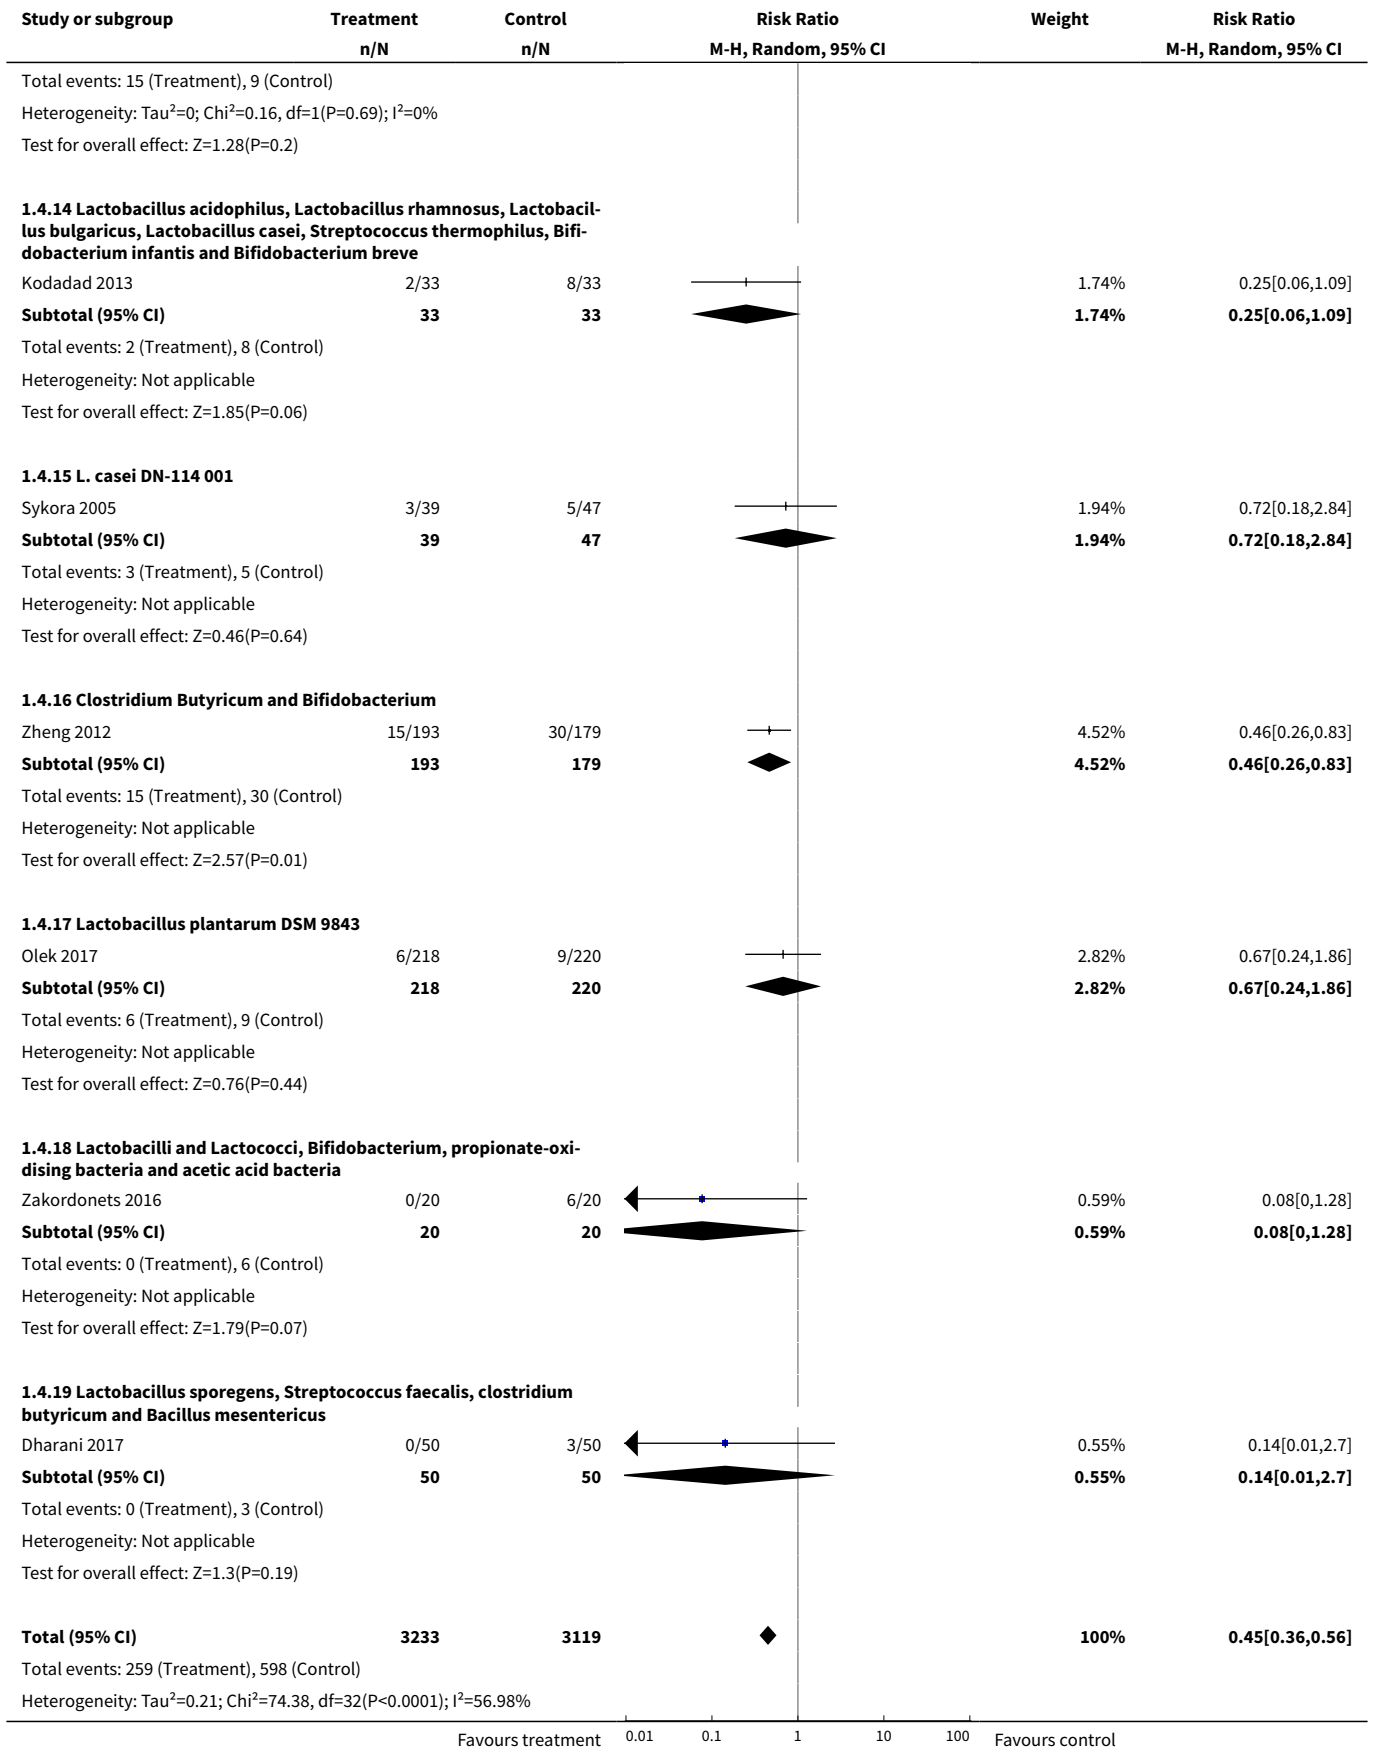 Study or subgroup Treatment Control Risk Ratio Weight Risk Ratio
n/N n/N M-H, Random, 95% CI M-H, Random, 95% CI
Total events: 15 (Treatment), 9 (Control)
Heterogeneity: Tau²=0; Chi²=0.16, df=1(P=0.69); I²=0%
Test for overall effect: Z=1.28(P=0.2)
1.4.14 Lactobacillus acidophilus, Lactobacillus rhamnosus, Lactobacil-
lus bulgaricus, Lactobacillus casei, Streptococcus thermophilus, Bifi-
dobacterium infantis and Bifidobacterium breve
Kodadad 2013 2/33 8/33 1.74% 0.25[0.06,1.09]
Subtotal (95% CI) 33 33 1.74% 0.25[0.06,1.09]
Total events: 2 (Treatment), 8 (Control)
Heterogeneity: Not applicable
Test for overall effect: Z=1.85(P=0.06)
1.4.15 L. casei DN-114 001
Sykora 2005 3/39 5/47 1.94% 0.72[0.18,2.84]
Subtotal (95% CI) 39 47 1.94% 0.72[0.18,2.84]
Total events: 3 (Treatment), 5 (Control)
Heterogeneity: Not applicable
Test for overall effect: Z=0.46(P=0.64)
1.4.16 Clostridium Butyricum and Bifidobacterium
Zheng 2012 15/193 30/179 4.52% 0.46[0.26,0.83]
Subtotal (95% CI) 193 179 4.52% 0.46[0.26,0.83]
Total events: 15 (Treatment), 30 (Control)
Heterogeneity: Not applicable
Test for overall effect: Z=2.57(P=0.01)
1.4.17 Lactobacillus plantarum DSM 9843
Olek 2017 6/218 9/220 2.82% 0.67[0.24,1.86]
Subtotal (95% CI) 218 220 2.82% 0.67[0.24,1.86]
Total events: 6 (Treatment), 9 (Control)
Heterogeneity: Not applicable
Test for overall effect: Z=0.76(P=0.44)
1.4.18 Lactobacilli and Lactococci, Bifidobacterium, propionate-oxi-
dising bacteria and acetic acid bacteria
Zakordonets 2016 0/20 6/20 0.59% 0.08[0,1.28]
Subtotal (95% CI) 20 20 0.59% 0.08[0,1.28]
Total events: 0 (Treatment), 6 (Control)
Heterogeneity: Not applicable
Test for overall effect: Z=1.79(P=0.07)
1.4.19 Lactobacillus sporegens, Streptococcus faecalis, clostridium
butyricum and Bacillus mesentericus
Dharani 2017 0/50 3/50 0.55% 0.14[0.01,2.7]
Subtotal (95% CI) 50 50 0.55% 0.14[0.01,2.7]
Total events: 0 (Treatment), 3 (Control)
Heterogeneity: Not applicable
Test for overall effect: Z=1.3(P=0.19)
Total (95% CI) 3233 3119 100% 0.45[0.36,0.56]
Total events: 259 (Treatment), 598 (Control)
Heterogeneity: Tau²=0.21; Chi²=74.38, df=32(P<0.0001); I²=56.98%
Favours treatment 0.01 0.1 1 10 100 Favours control